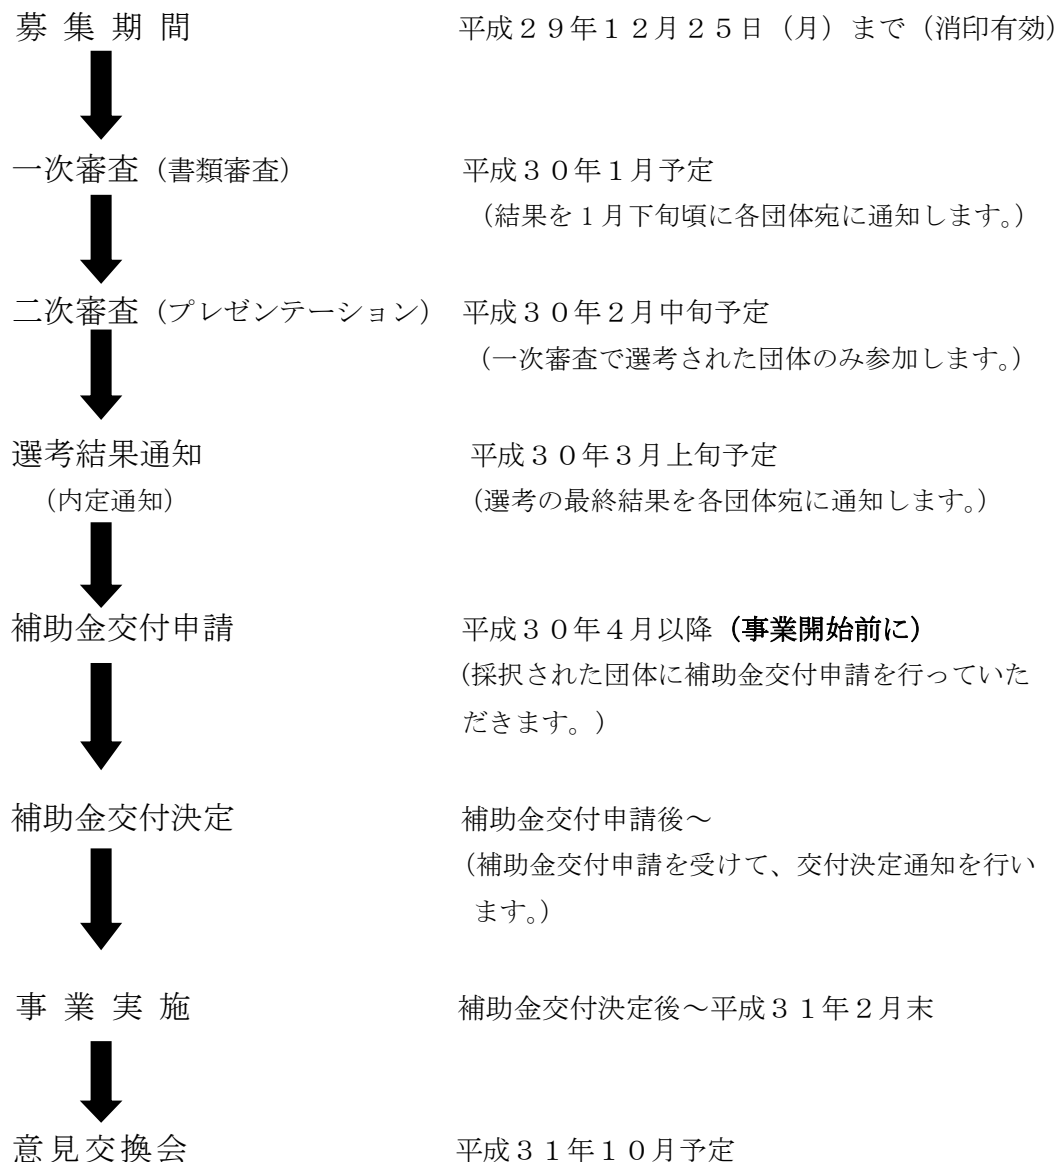 募 集 期 間　平成２９年１２月２５日（月）まで（消印有効）
一次審査（書類審査）　平成３０年１月予定
（結果を１月下旬頃に各団体宛に通知します。）
二次審査（プレゼンテーション）　平成３０年２月中旬予定
（一次審査で選考された団体のみ参加します。）
選考結果通知　平成３０年３月上旬予定
（内定通知）　（選考の最終結果を各団体宛に通知します。）
補助金交付申請　平成３０年４月以降（事業開始前に）
(採択された団体に補助金交付申請を行っていた
だきます。）
補助金交付決定　補助金交付申請後～
（補助金交付申請を受けて、交付決定通知を行い
ます。）
事 業 実 施　補助金交付決定後～平成３１年２月末
意見交換会　平成３１年１０月予定